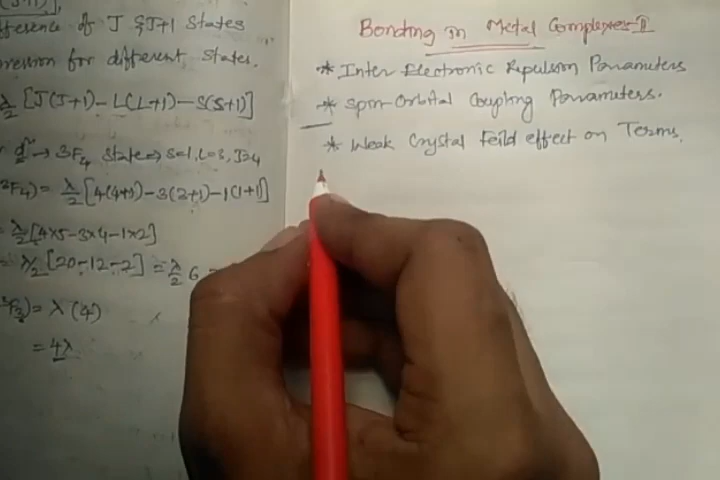 fference of J & J+1 States
pression for different States.
λ/2 [J(J+1) - L(L+1) - S(S+1)]
d² → 3F4 State ⇒ S=1, L=3, J=4
3F4) = λ/2 [4(4+1) - 3(3+1) - 1(1+1)]
= λ/2 [4×5 - 3×4 - 1×2]
= λ/2 [20 - 12 - 2] = λ/2 6
3F3) = λ(4)
= 4λ
Bonding in Metal Complexes-II
* Inter Electronic Repulsion Parameters
* Spin-Orbital Coupling Parameters.
* Weak Crystal Feild effect on Terms.